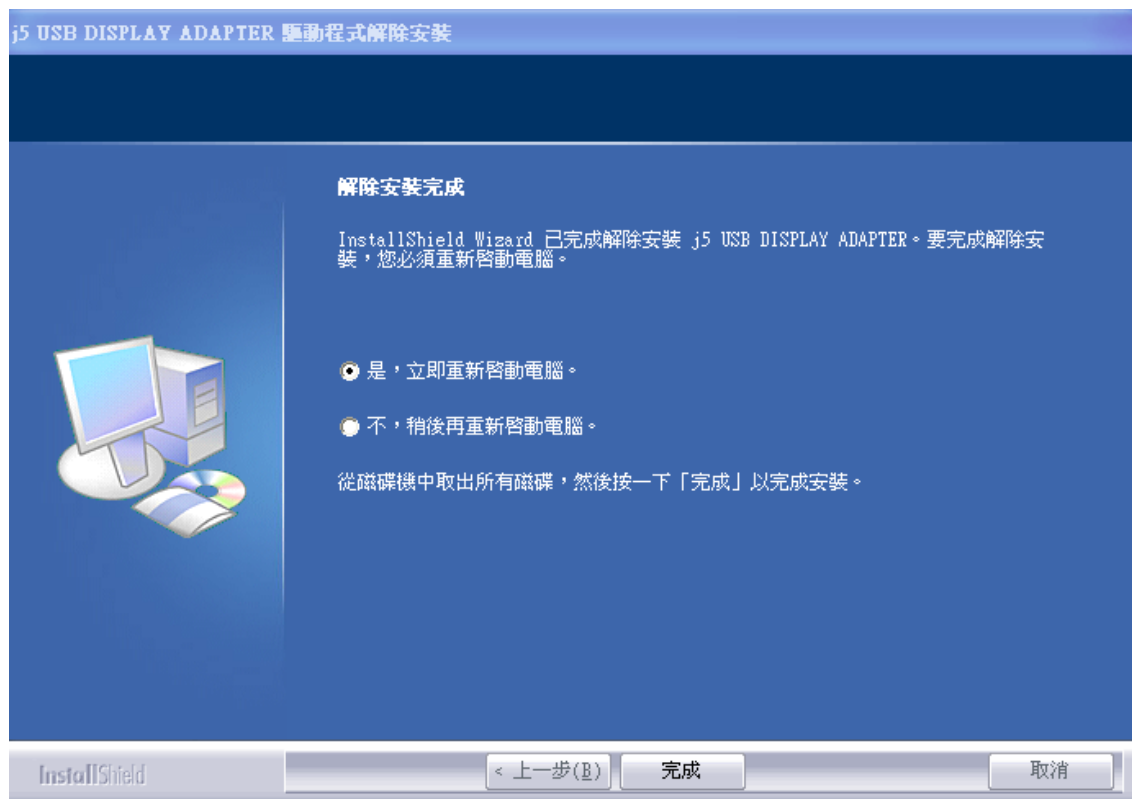 j5 USB DISPLAY ADAPTER 驅動程式解除安裝
解除安裝完成
InstallShield Wizard 已完成解除安裝 j5 USB DISPLAY ADAPTER。要完成解除安
裝，您必須重新啓動電腦。
是，立即重新啓動電腦。
不，稍後再重新啓動電腦。
從磁碟機中取出所有磁碟，然後按一下「完成」以完成安裝。
InstallShield
< 上一步(B) 完成 取消